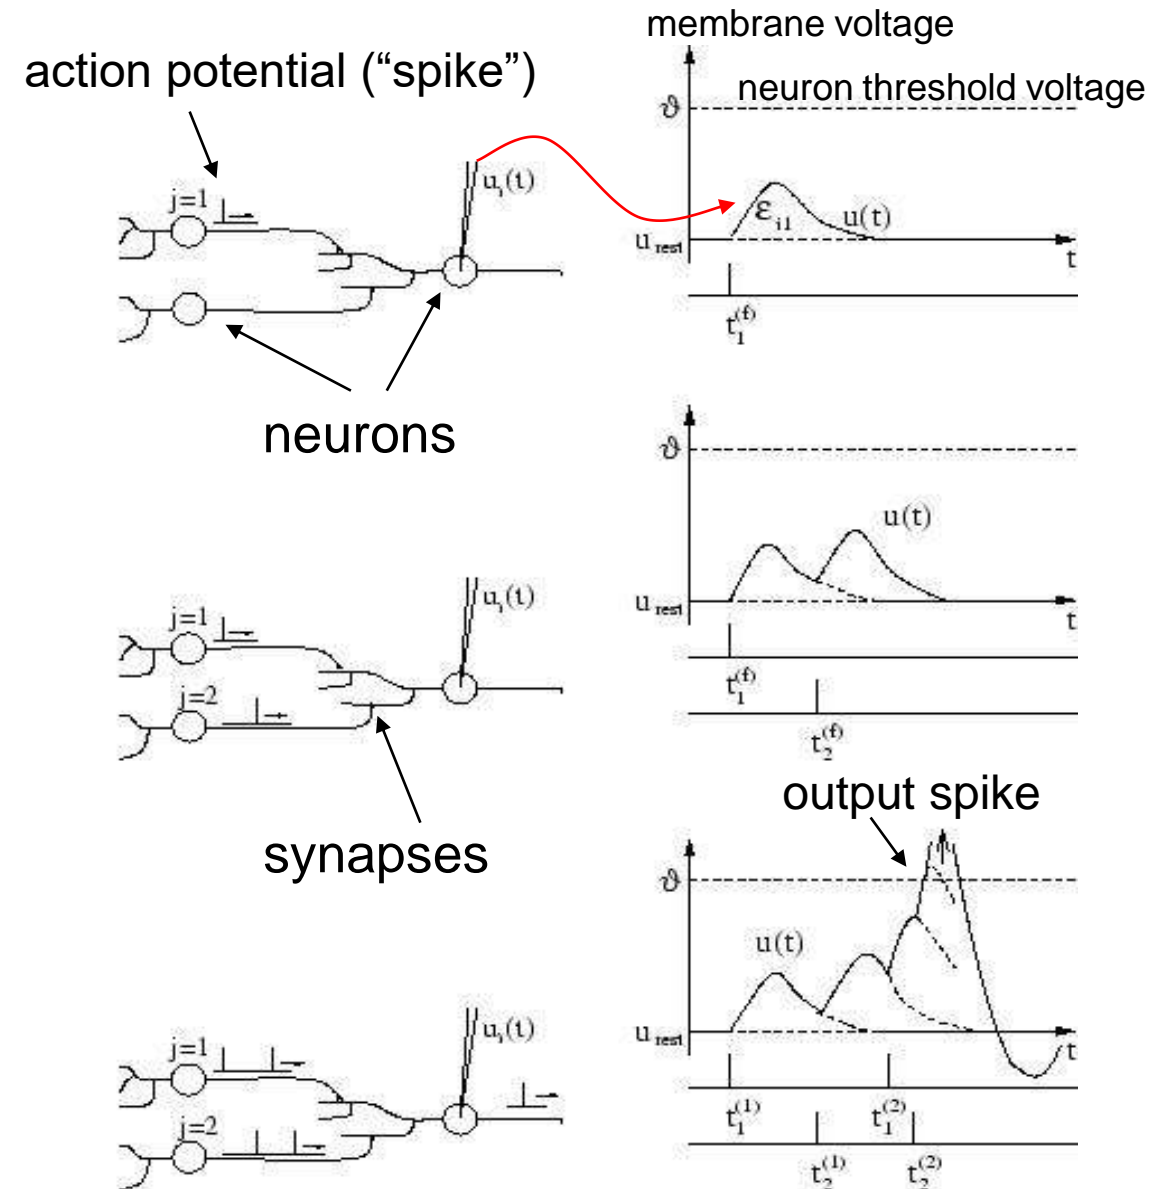 membrane voltage
action potential (“spike”)
neuron threshold voltage
ϑ
j=1
u_i(t)
ε_i1
u(t)
u_rest
t
t_1^(f)
neurons
ϑ
u(t)
j=1
u_i(t)
u_rest
t
j=2
t_1^(f)
t_2^(f)
output spike
synapses
ϑ
u(t)
j=1
u_i(t)
u_rest
t
j=2
t_1^(1)
t_1^(2)
t_2^(1)
t_2^(2)